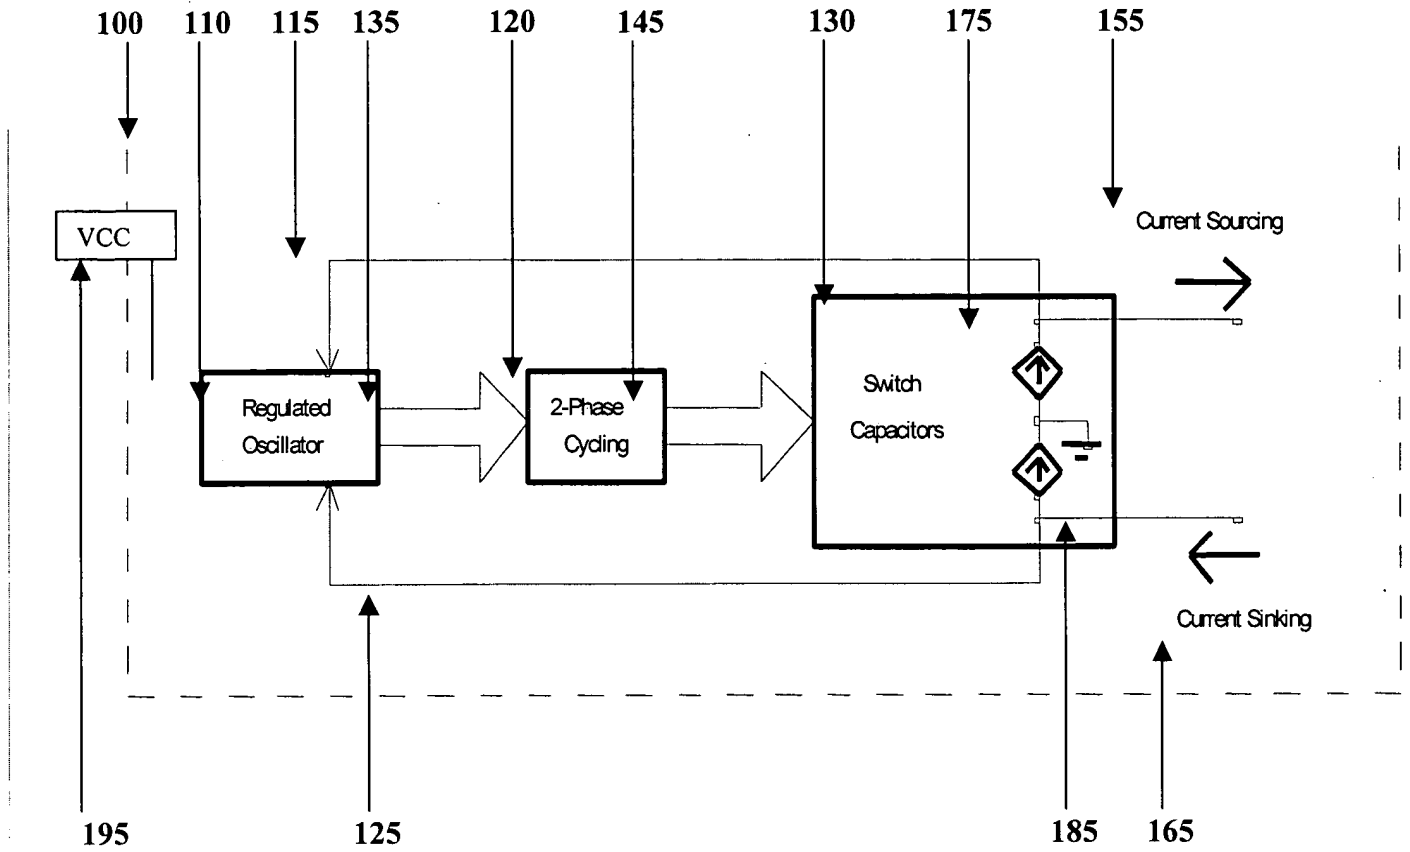 100 110 115 135 120 145 130 175 155
VCC
Current Sourcing
Regulated
Oscillator
2-Phase
Cycling
Switch
Capacitors
Current Sinking
195 125 185 165